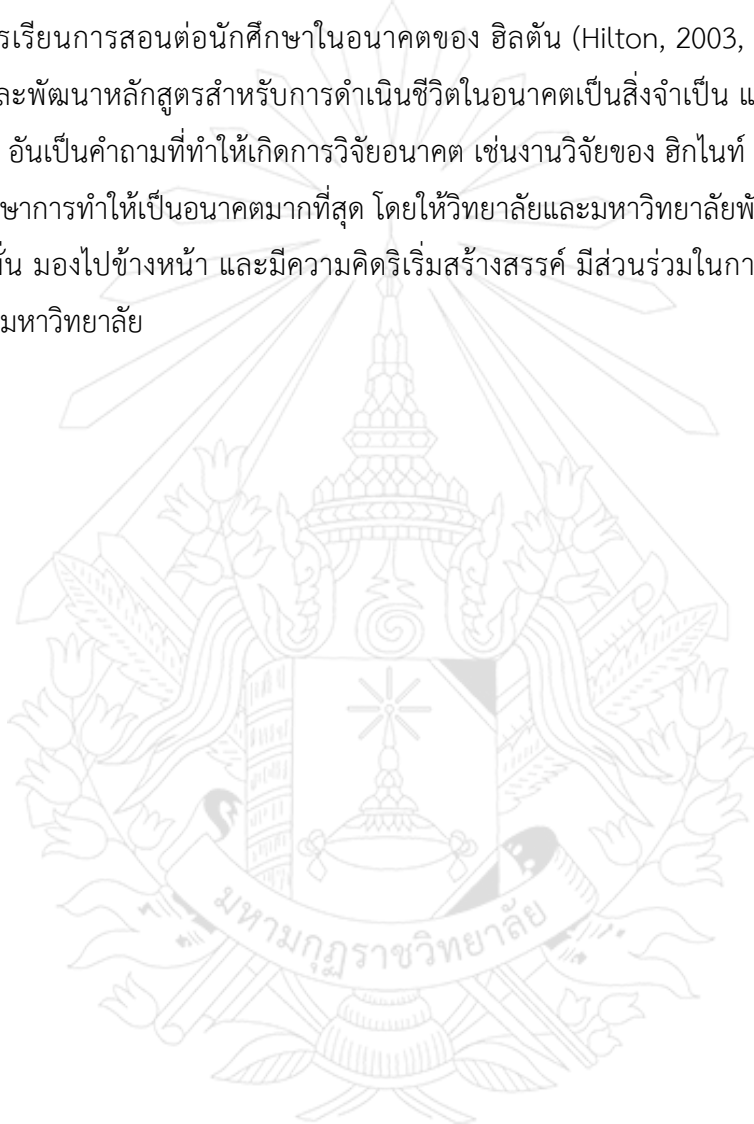 รเรียนการสอนต่อนักศึกษาในอนาคตของ ฮิลตัน (Hilton, 2003,
ละพัฒนาหลักสูตรสำหรับการดำเนินชีวิตในอนาคตเป็นสิ่งจำเป็น แ
อันเป็นคำถามที่ทำให้เกิดการวิจัยอนาคต เช่นงานวิจัยของ ฮิกไนท์
ษาการทำให้เป็นอนาคตมากที่สุด โดยให้วิทยาลัยและมหาวิทยาลัยพั
ั่น มองไปข้างหน้า และมีความคิดริเริ่มสร้างสรรค์ มีส่วนร่วมในกา
มหาวิทยาลัย
มหามกุฏราชวิทยาลัย